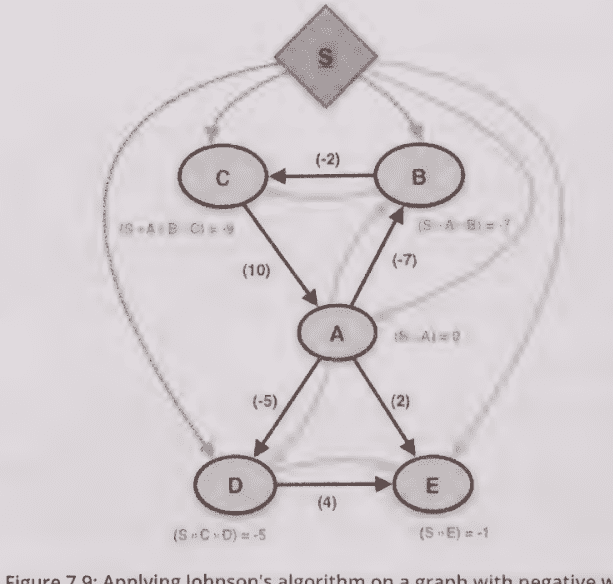 S
(-2)
C
B
(S»A»B»C) = -9
(S»A»B) = -7
(10)
(-7)
A
(S»A) = 0
(-5)
(2)
D
E
(4)
(S»C»D) = -5
(S»E) = -1
Figure 7.9: Applying Johnson's algorithm on a graph with negative w